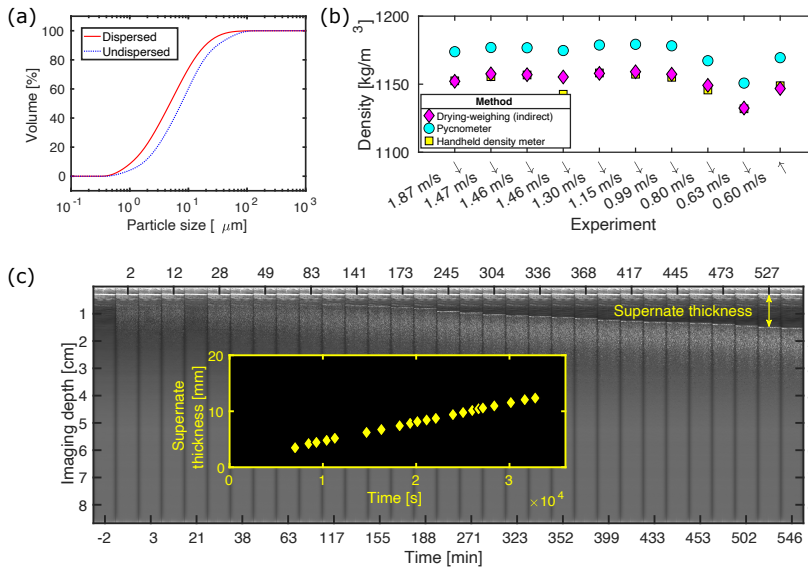 (a)
Dispersed
Undispersed
Volume [%]
100
80
60
40
20
0
10^-1 10^0 10^1 10^2 10^3
Particle size [ μm]
(b)
Density [kg/m^3]
1200
1150
1100
Method
Drying-weighing (indirect)
Pycnometer
Handheld density meter
1.87 m/s → 1.47 m/s → 1.46 m/s → 1.46 m/s → 1.30 m/s → 1.15 m/s → 0.99 m/s → 0.80 m/s → 0.63 m/s → 0.60 m/s →
Experiment
(c)
2 12 28 49 83 141 173 245 304 336 368 417 445 473 527
Supernate thickness
Imaging depth [cm]
1
2
3
4
5
6
7
8
Supernate
thickness [mm]
20
10
0
0 1 2 3
×10^4
Time [s]
-2 3 21 38 63 117 155 188 271 323 352 399 433 453 502 546
Time [min]